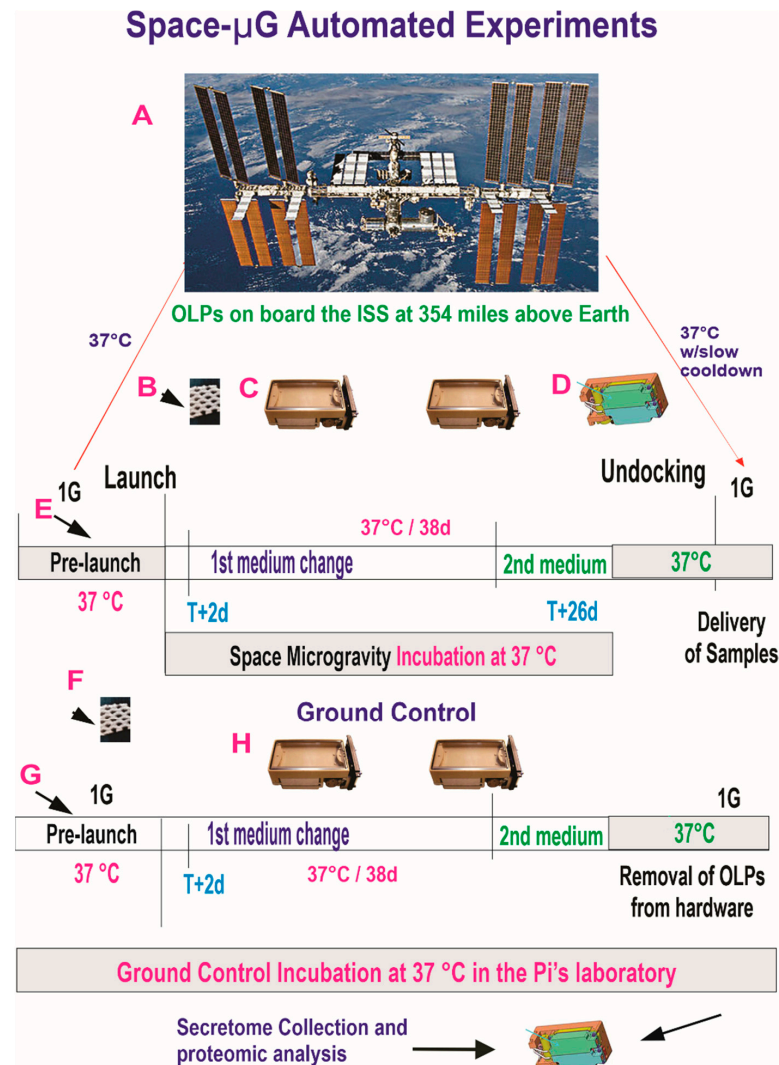 Space-µG Automated Experiments
A
OLPs on board the ISS at 354 miles above Earth
37°C
37°C
w/slow
cooldown
B
C
D
Launch
Undocking
1G
1G
E
37°C / 38d
Pre-launch
1st medium change
2nd medium
37°C
37 °C
T+2d
T+26d
Delivery
of Samples
Space Microgravity Incubation at 37 °C
F
Ground Control
H
G
1G
1G
Pre-launch
1st medium change
2nd medium
37°C
37 °C
T+2d
37°C / 38d
Removal of OLPs
from hardware
Ground Control Incubation at 37 °C in the Pi's laboratory
Secretome Collection and
proteomic analysis